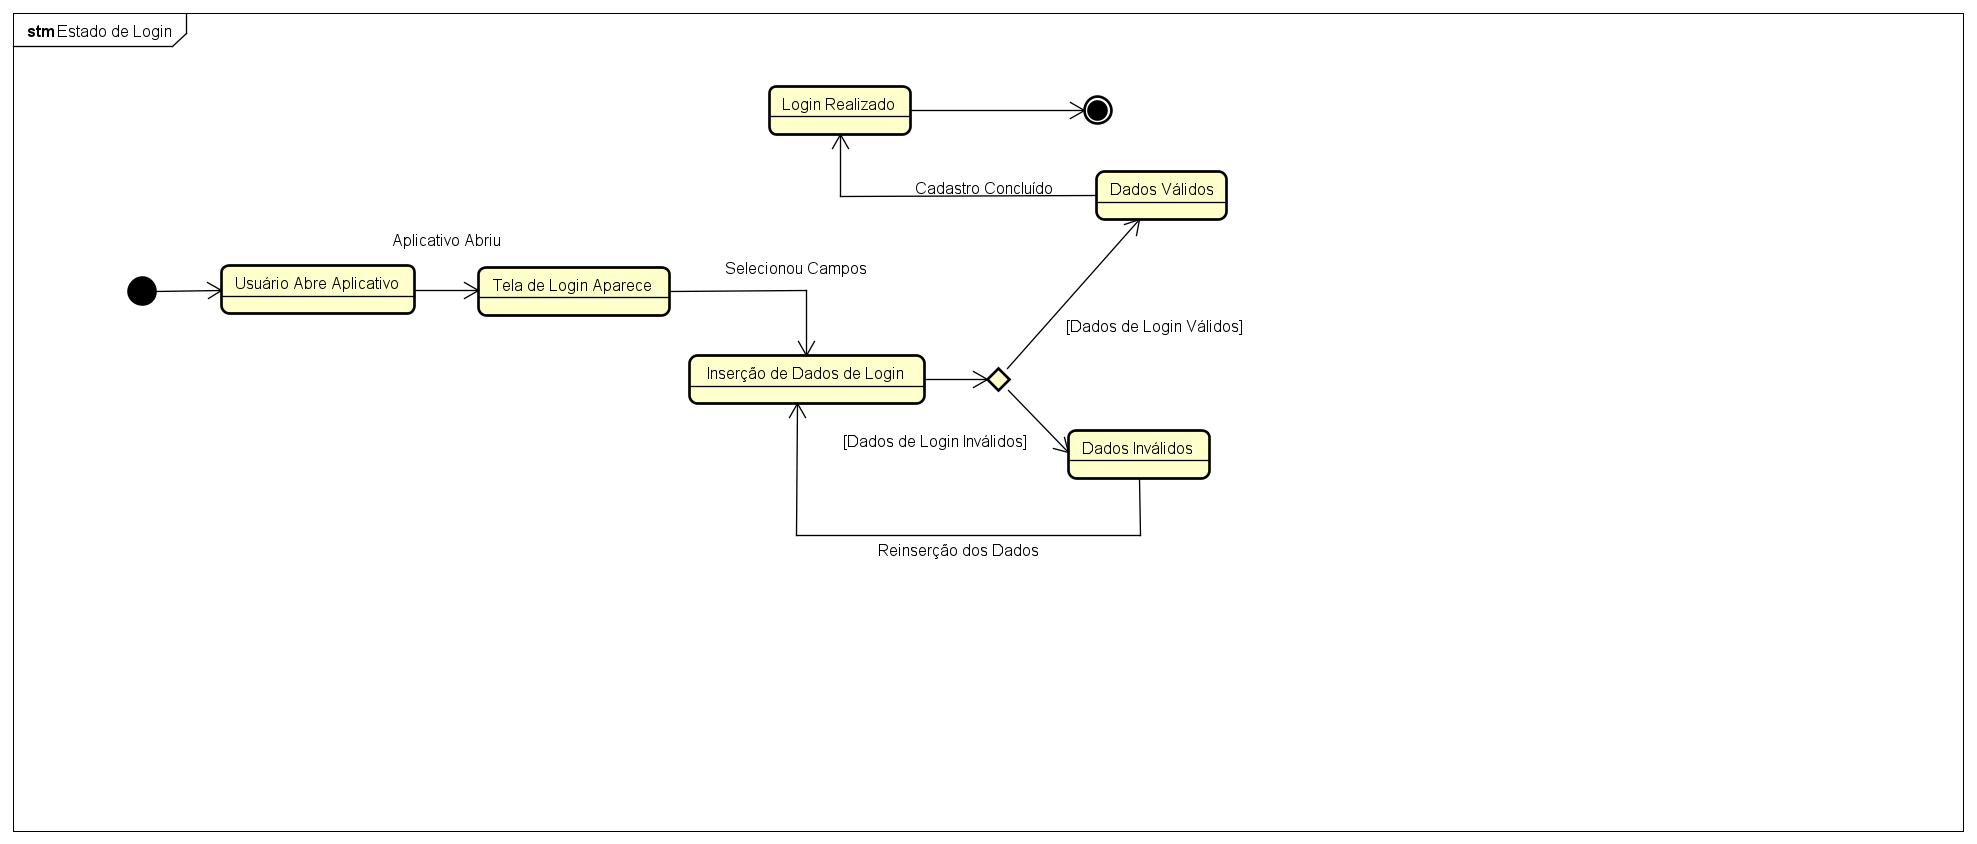 stm Estado de Login
Login Realizado
Cadastro Concluído
Dados Válidos
Aplicativo Abriu
Selecionou Campos
Usuário Abre Aplicativo
Tela de Login Aparece
[Dados de Login Válidos]
Inserção de Dados de Login
[Dados de Login Inválidos]
Dados Inválidos
Reinserção dos Dados